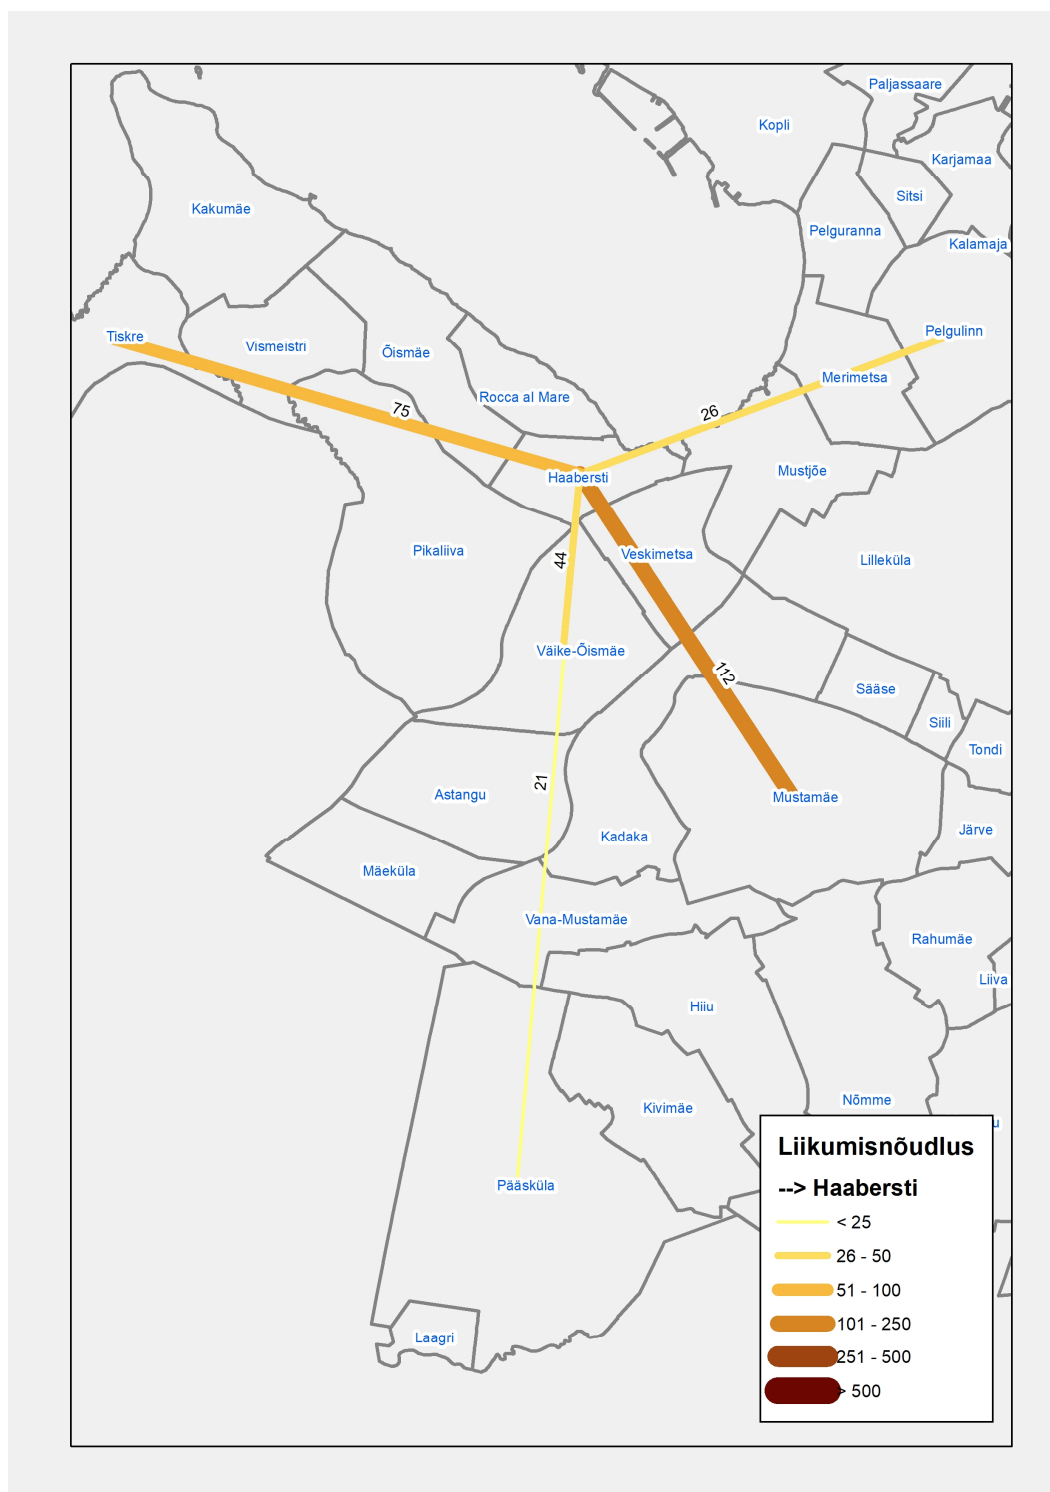 Paljassaare
Kopli
Karjamaa
Sitsi
Kakumäe
Pelguranna
Kalamaja
Tiskre
Vismeistri
Õismäe
Pelgulinn
Merimetsa
Rocca al Mare
75
26
Haabersti
Mustjõe
Pikaliiva
44
Veskimetsa
Lilleküla
Väike-Õismäe
112
Sääse
Siili
Tondi
21
Astangu
Mustamäe
Kadaka
Järve
Mäeküla
Vana-Mustamäe
Rahumäe
Liiva
Hiiu
Kivimäe
Nõmme
u
Pääsküla
Laagri
Liikumisnõudlus
--> Haabersti
< 25
26 - 50
51 - 100
101 - 250
251 - 500
> 500